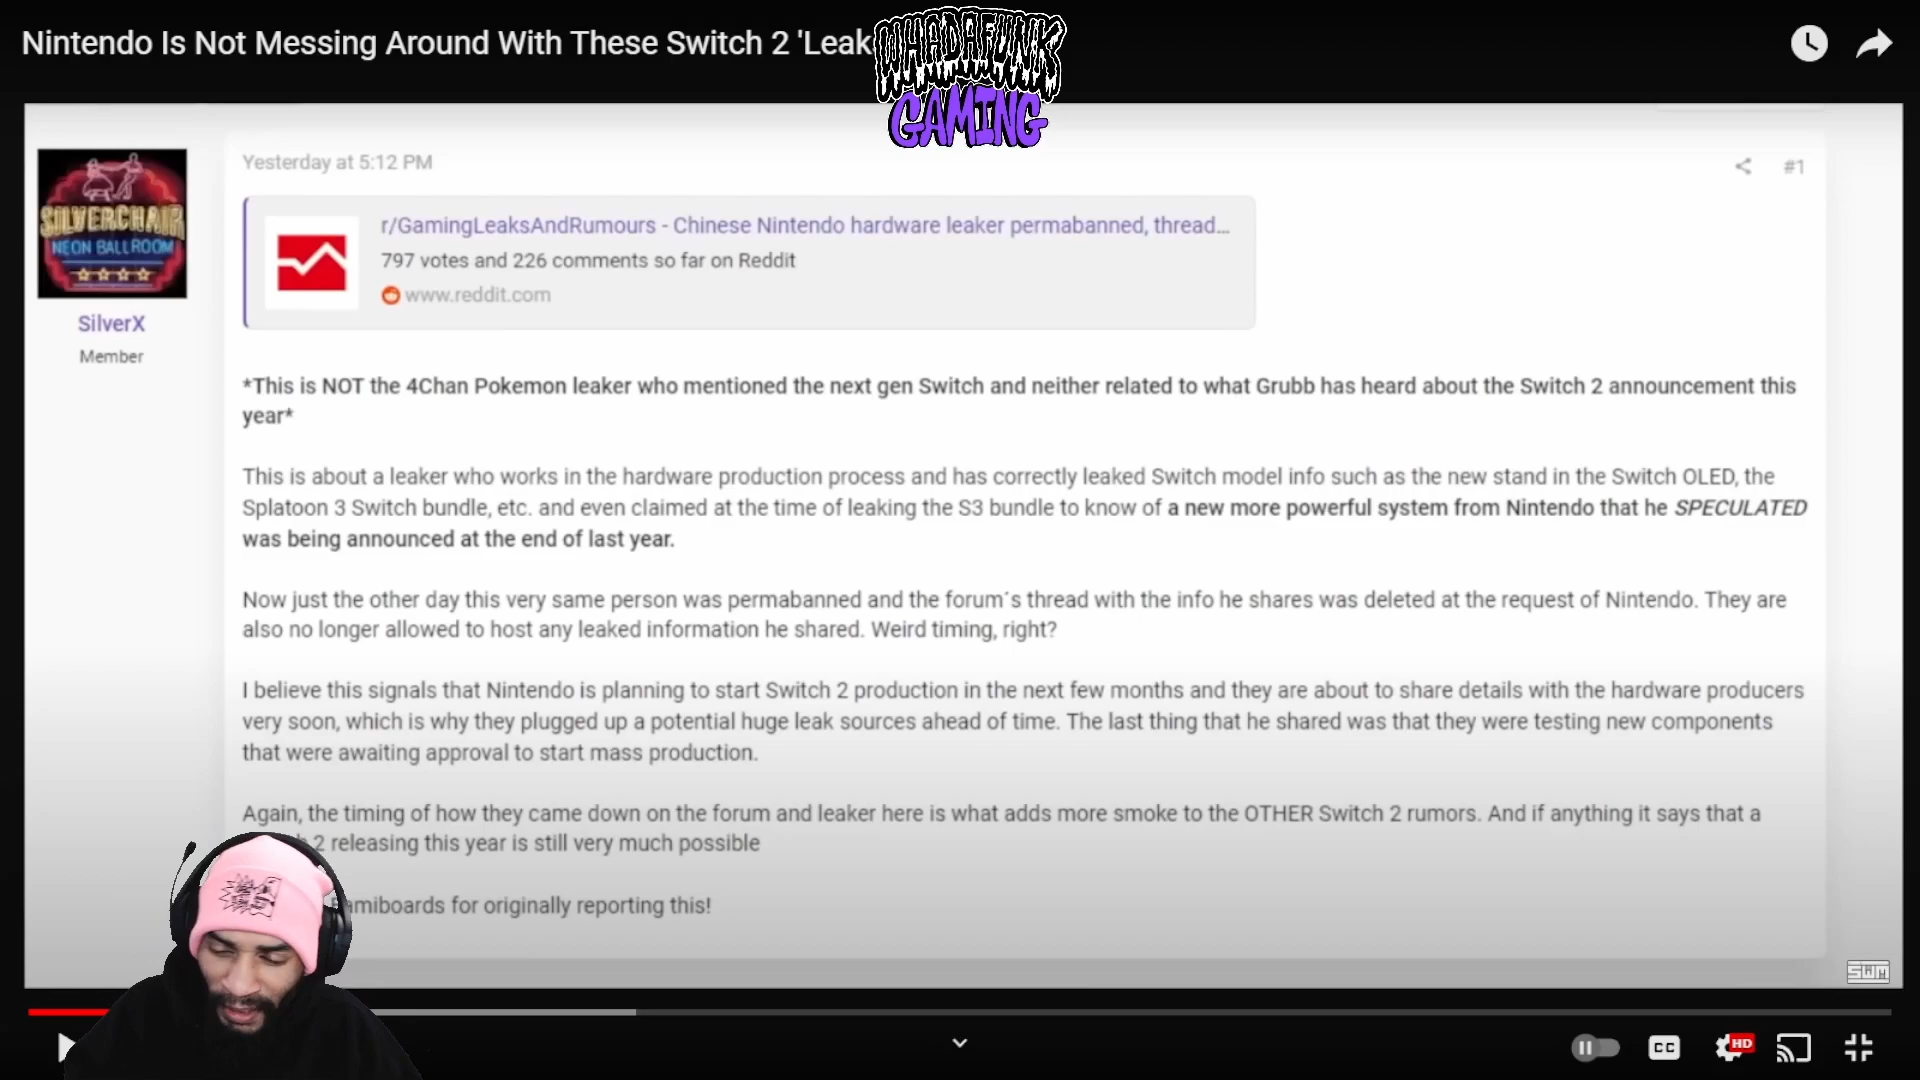 Nintendo Is Not Messing Around With These Switch 2 'Leak
WHADAFUNK
GAMING
Yesterday at 5:12 PM
#1
SILVERCHAIR
NEON BALLROOM
SilverX
Member
r/GamingLeaksAndRumours - Chinese Nintendo hardware leaker permabanned, thread...
797 votes and 226 comments so far on Reddit
www.reddit.com
*This is NOT the 4Chan Pokemon leaker who mentioned the next gen Switch and neither related to what Grubb has heard about the Switch 2 announcement this
year*
This is about a leaker who works in the hardware production process and has correctly leaked Switch model info such as the new stand in the Switch OLED, the
Splatoon 3 Switch bundle, etc. and even claimed at the time of leaking the S3 bundle to know of a new more powerful system from Nintendo that he SPECULATED
was being announced at the end of last year.
Now just the other day this very same person was permabanned and the forum´s thread with the info he shares was deleted at the request of Nintendo. They are
also no longer allowed to host any leaked information he shared. Weird timing, right?
I believe this signals that Nintendo is planning to start Switch 2 production in the next few months and they are about to share details with the hardware producers
very soon, which is why they plugged up a potential huge leak sources ahead of time. The last thing that he shared was that they were testing new components
that were awaiting approval to start mass production.
Again, the timing of how they came down on the forum and leaker here is what adds more smoke to the OTHER Switch 2 rumors. And if anything it says that a
2 releasing this year is still very much possible
for originally reporting this!
CC
HD